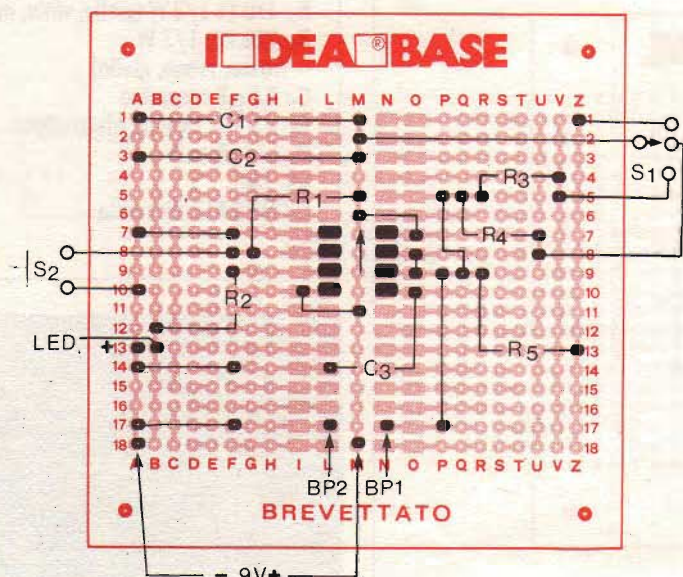 I DEA ® BASE
A B C D E F G H I L M N O P Q R S T U V Z
1 C1 1
2 2
3 C2 3
4 R3 4
5 R1 5 S1
6 6
7 R4 7
8 8
S2
9 9
10 R2 10
11 11
12 12
LED + 13 R5 13
14 C3 14
15 15
16 16
17 17
18 18
A B C D E F G H I L M N O P Q R S T U V Z
BP2 BP1
BREVETTATO
- 9V+